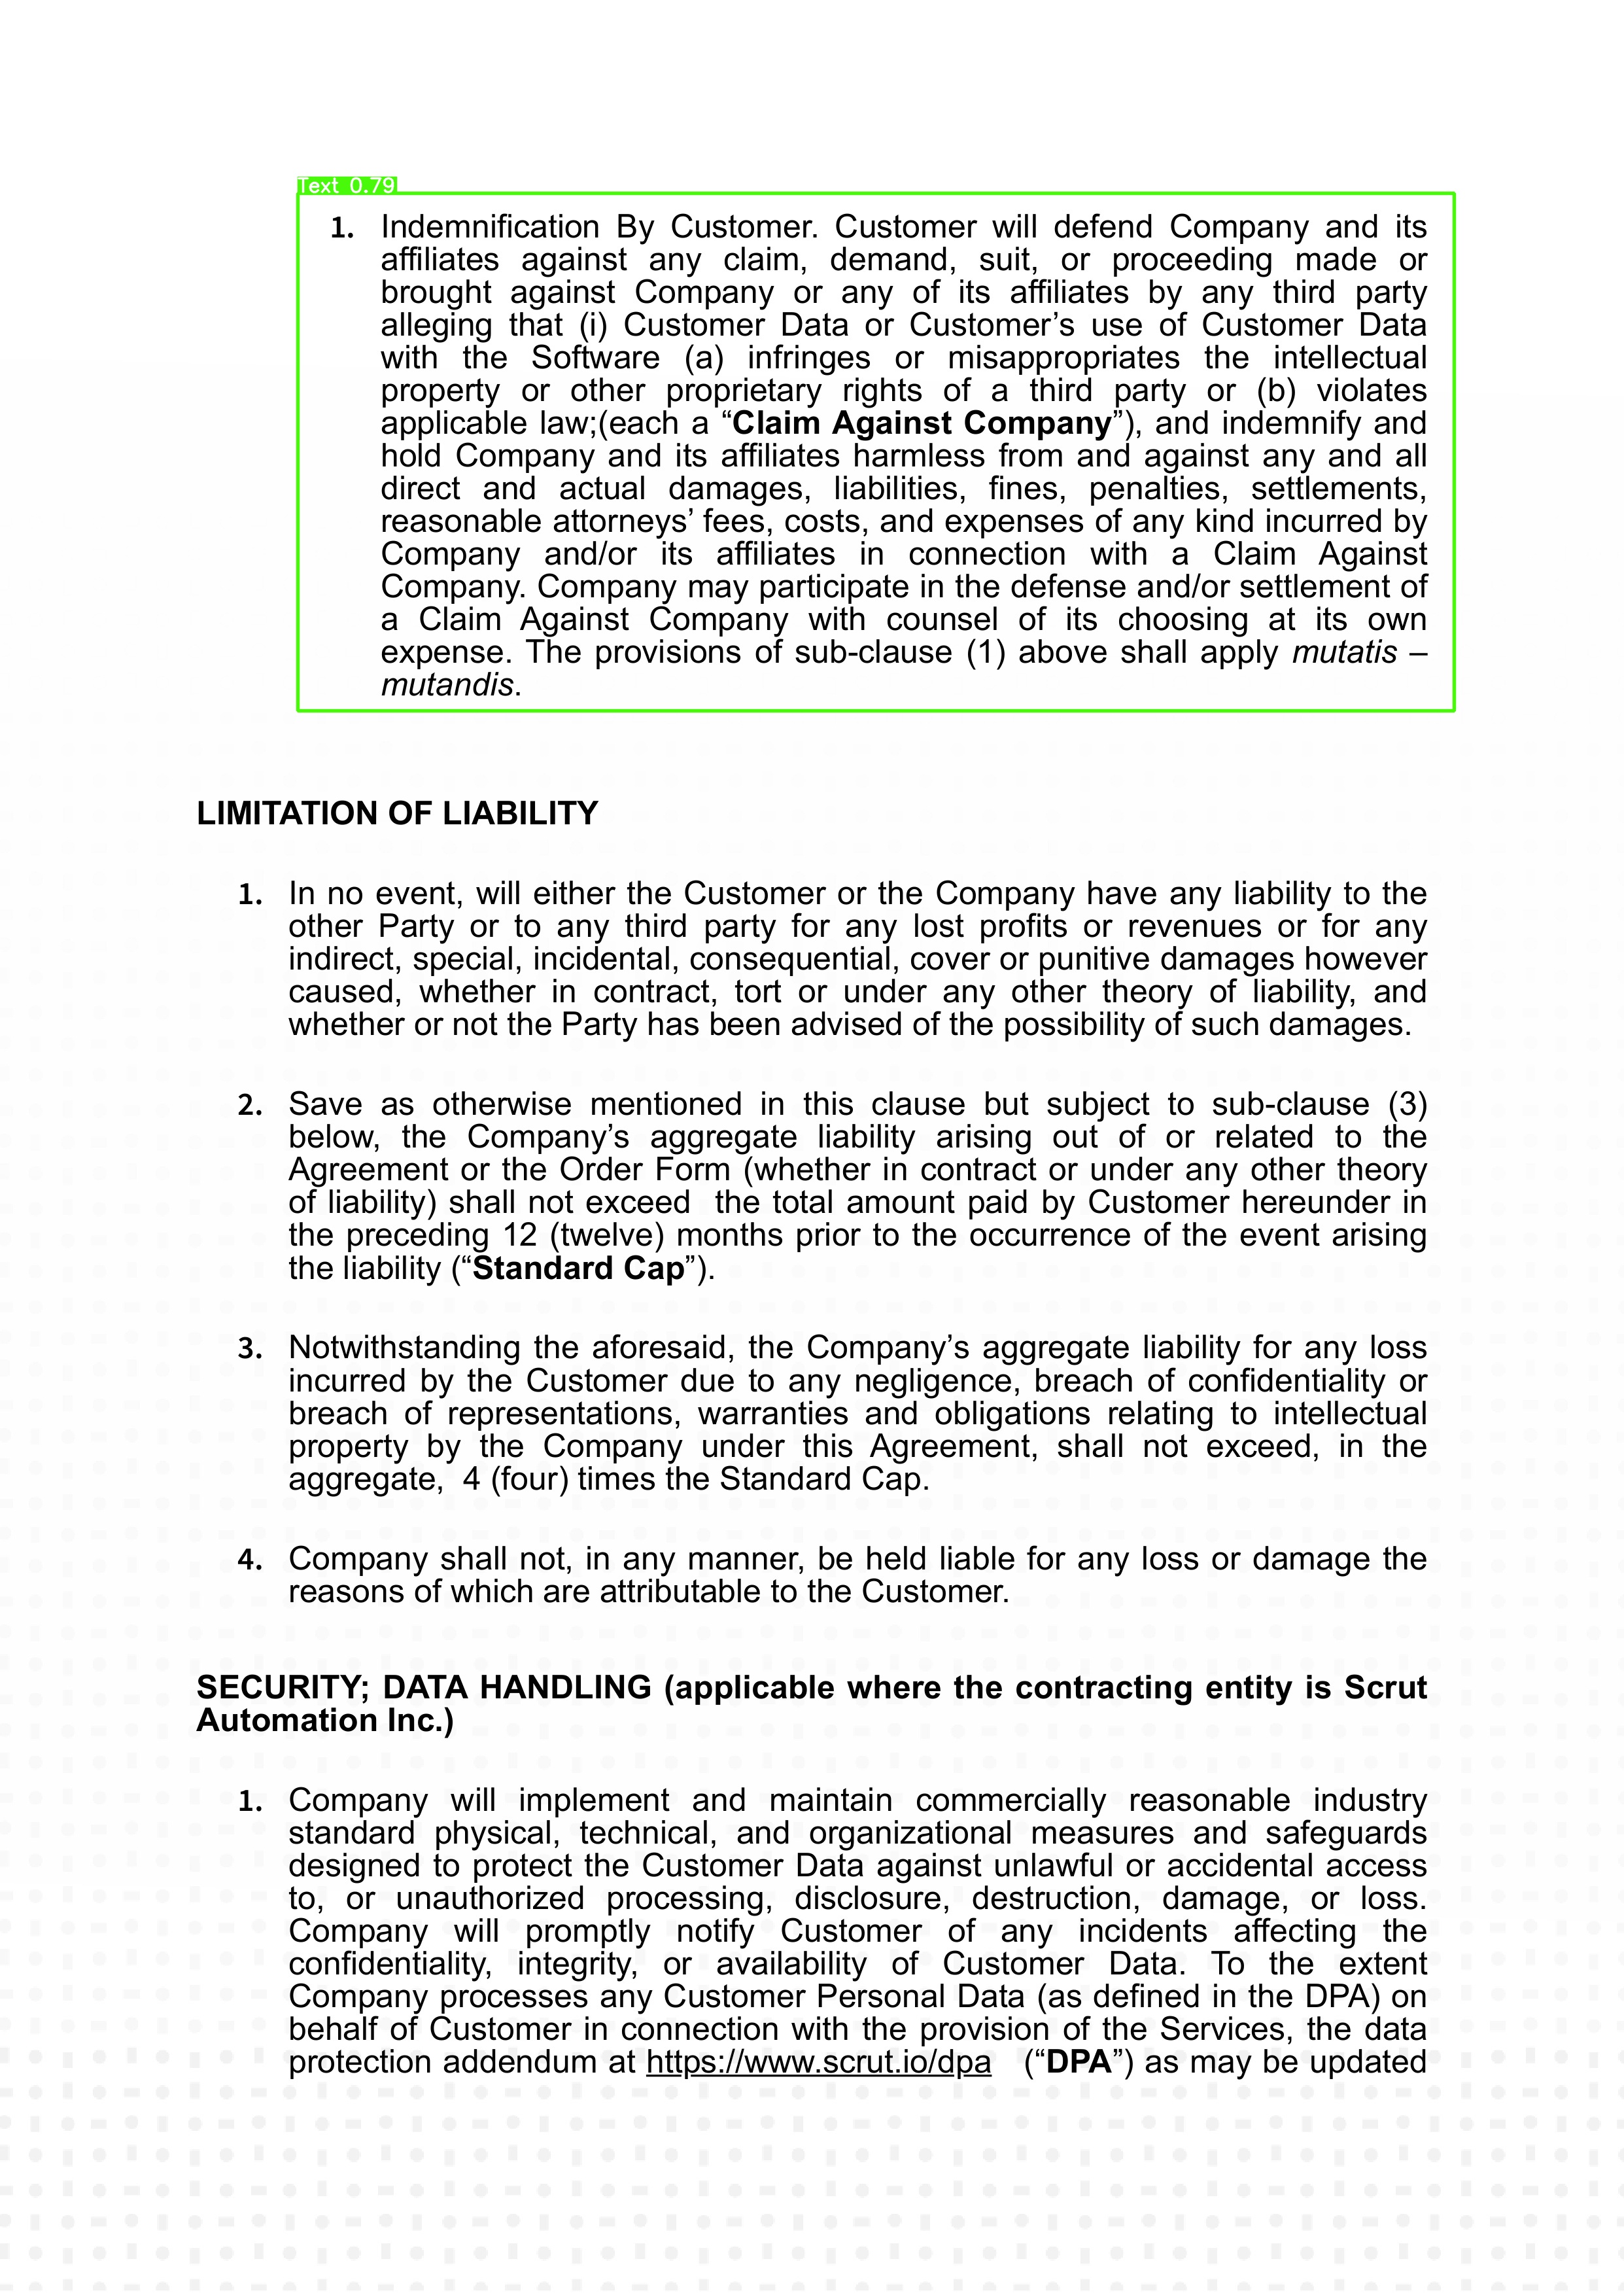 Text 0.79
1. Indemnification By Customer. Customer will defend Company and its
affiliates against any claim, demand, suit, or proceeding made or
brought against Company or any of its affiliates by any third party
alleging that (i) Customer Data or Customer’s use of Customer Data
with the Software (a) infringes or misappropriates the intellectual
property or other proprietary rights of a third party or (b) violates
applicable law;(each a “Claim Against Company”), and indemnify and
hold Company and its affiliates harmless from and against any and all
direct and actual damages, liabilities, fines, penalties, settlements,
reasonable attorneys’ fees, costs, and expenses of any kind incurred by
Company and/or its affiliates in connection with a Claim Against
Company. Company may participate in the defense and/or settlement of
a Claim Against Company with counsel of its choosing at its own
expense. The provisions of sub-clause (1) above shall apply mutatis –
mutandis.
LIMITATION OF LIABILITY
1. In no event, will either the Customer or the Company have any liability to the
other Party or to any third party for any lost profits or revenues or for any
indirect, special, incidental, consequential, cover or punitive damages however
caused, whether in contract, tort or under any other theory of liability, and
whether or not the Party has been advised of the possibility of such damages.
2. Save as otherwise mentioned in this clause but subject to sub-clause (3)
below, the Company’s aggregate liability arising out of or related to the
Agreement or the Order Form (whether in contract or under any other theory
of liability) shall not exceed the total amount paid by Customer hereunder in
the preceding 12 (twelve) months prior to the occurrence of the event arising
the liability (“Standard Cap”).
3. Notwithstanding the aforesaid, the Company’s aggregate liability for any loss
incurred by the Customer due to any negligence, breach of confidentiality or
breach of representations, warranties and obligations relating to intellectual
property by the Company under this Agreement, shall not exceed, in the
aggregate, 4 (four) times the Standard Cap.
4. Company shall not, in any manner, be held liable for any loss or damage the
reasons of which are attributable to the Customer.
SECURITY; DATA HANDLING (applicable where the contracting entity is Scrut
Automation Inc.)
1. Company will implement and maintain commercially reasonable industry
standard physical, technical, and organizational measures and safeguards
designed to protect the Customer Data against unlawful or accidental access
to, or unauthorized processing, disclosure, destruction, damage, or loss.
Company will promptly notify Customer of any incidents affecting the
confidentiality, integrity, or availability of Customer Data. To the extent
Company processes any Customer Personal Data (as defined in the DPA) on
behalf of Customer in connection with the provision of the Services, the data
protection addendum at https://www.scrut.io/dpa (“DPA”) as may be updated